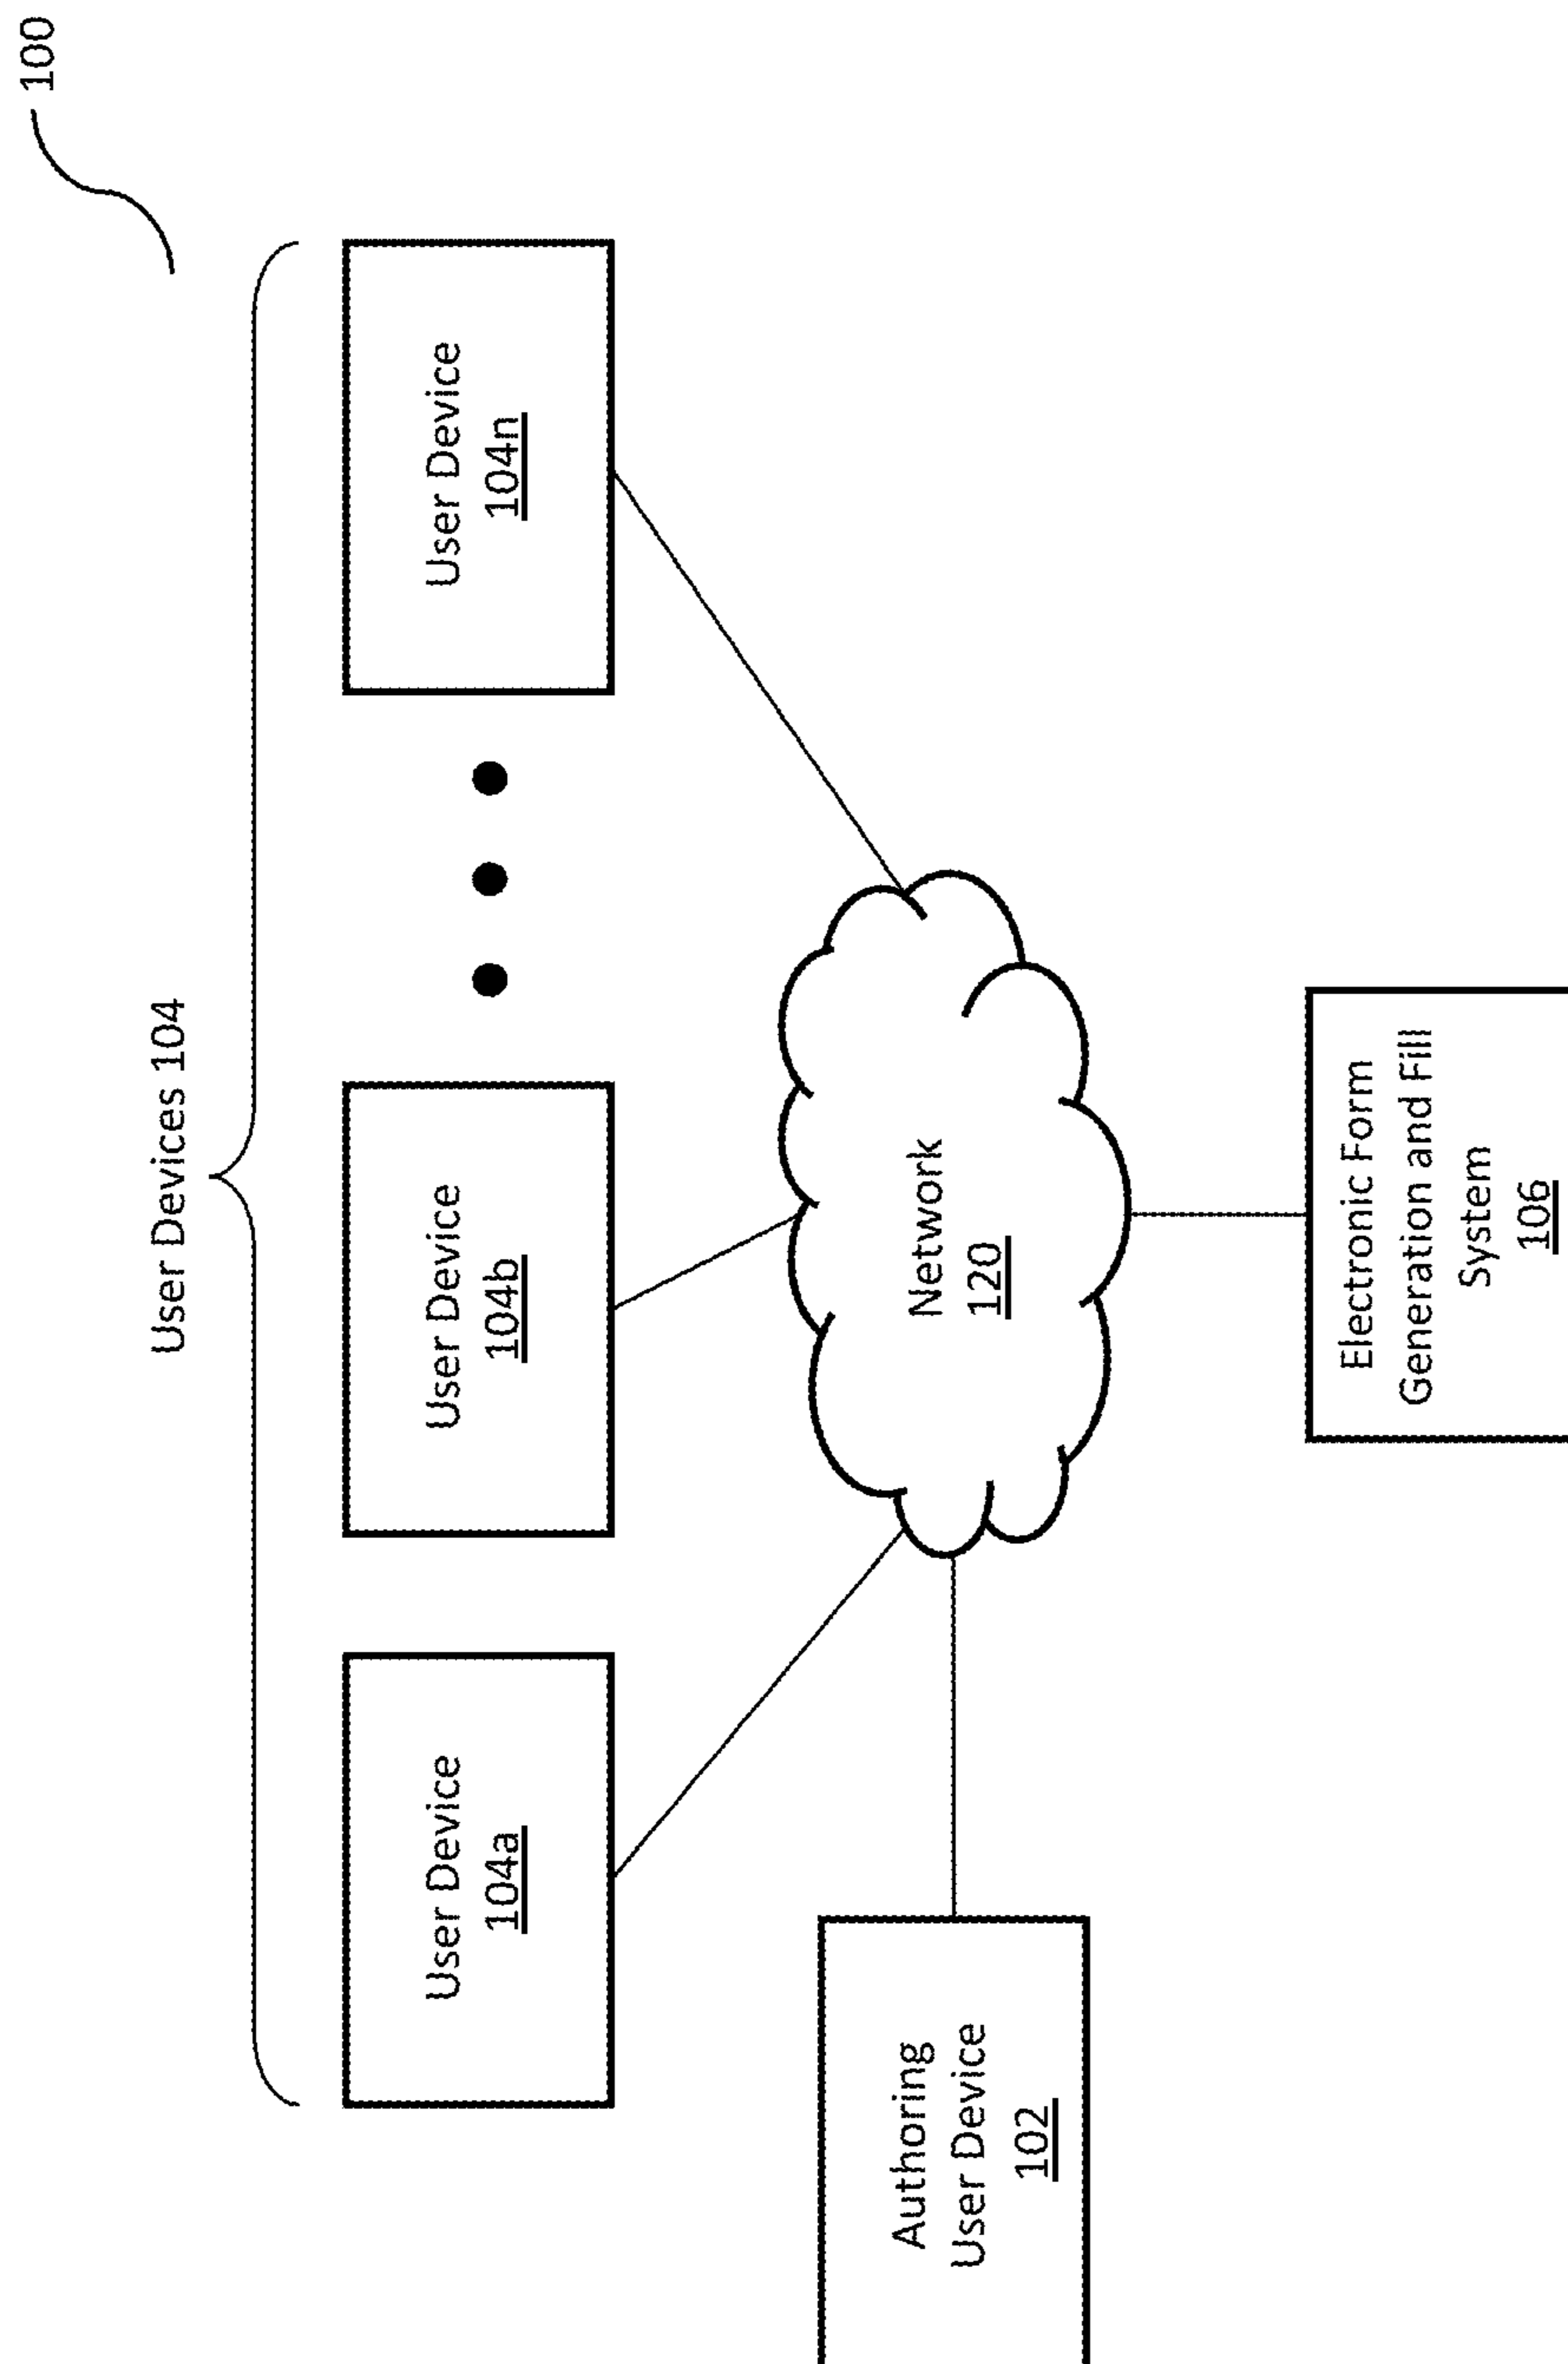 100
User Devices 104
User Device
104a
User Device
104b
User Device
104n
Authoring
User Device
102
Network
120
Electronic Form
Generation and Fill
System
106